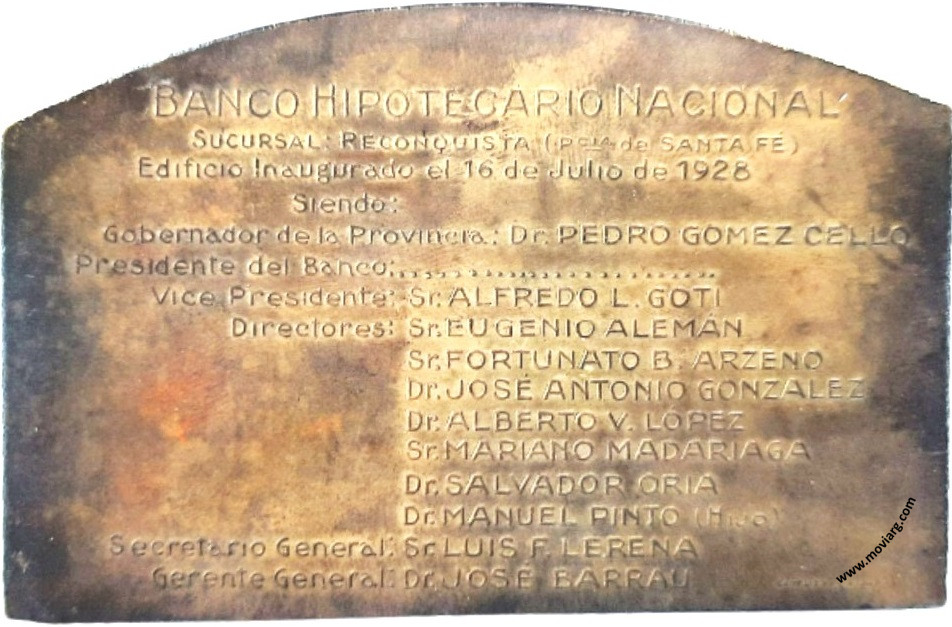 BANCO HIPOTECARIO NACIONAL
SUCURSAL: RECONQUISTA (Pcia de SANTA FÉ)
Edificio Inaugurado el 16 de Julio de 1928
Siendo:
Gobernador de la Provincia: Dr. PEDRO GOMEZ CELLO
Presidente del Banco:..........................
Vice Presidente: Sr. ALFREDO L. GOTI
Directores: Sr. EUGENIO ALEMÁN
Sr. FORTUNATO B. ARZENO
Dr. JOSÉ ANTONIO GONZALEZ
Dr. ALBERTO V. LÓPEZ
Sr. MARIANO MADARIAGA
Dr. SALVADOR ORIA
Dr. MANUEL PINTO (Hijo)
Secretario General: Sr. LUIS F. LERENA
Gerente General: Dr. JOSÉ BARRAU
www.moviarg.com